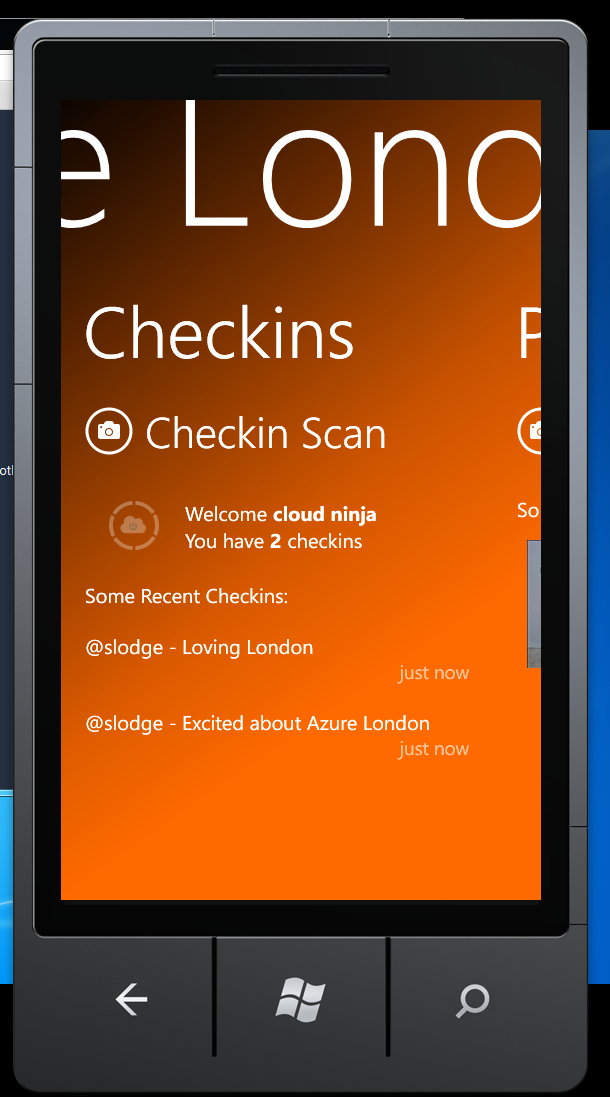 e Lond
Checkins
P
Checkin Scan
Welcome cloud ninja
So
You have 2 checkins
Some Recent Checkins:
@slodge - Loving London
just now
@slodge - Excited about Azure London
just now